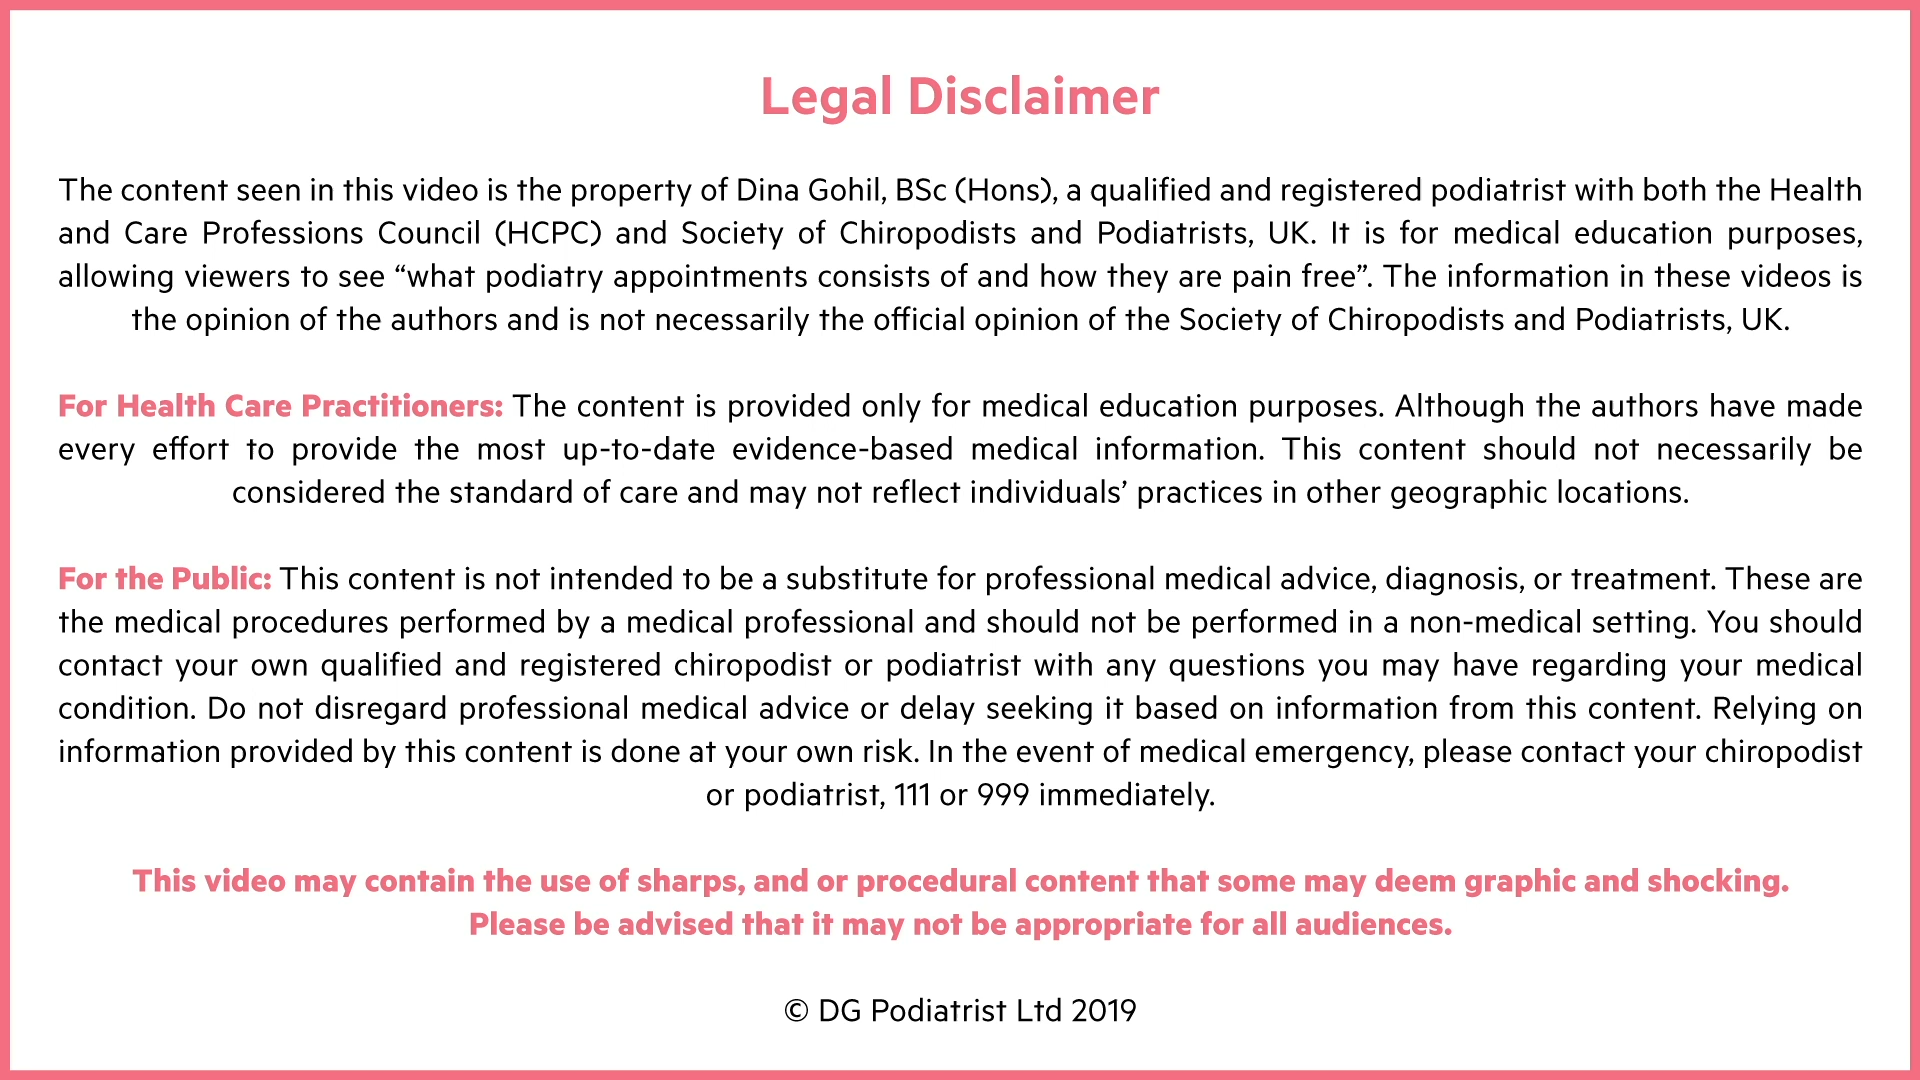 Legal Disclaimer
The content seen in this video is the property of Dina Gohil, BSc (Hons), a qualified and registered podiatrist with both the Health
and Care Professions Council (HCPC) and Society of Chiropodists and Podiatrists, UK. It is for medical education purposes,
allowing viewers to see “what podiatry appointments consists of and how they are pain free”. The information in these videos is
the opinion of the authors and is not necessarily the official opinion of the Society of Chiropodists and Podiatrists, UK.
For Health Care Practitioners: The content is provided only for medical education purposes. Although the authors have made
every effort to provide the most up-to-date evidence-based medical information. This content should not necessarily be
considered the standard of care and may not reflect individuals’ practices in other geographic locations.
For the Public: This content is not intended to be a substitute for professional medical advice, diagnosis, or treatment. These are
the medical procedures performed by a medical professional and should not be performed in a non-medical setting. You should
contact your own qualified and registered chiropodist or podiatrist with any questions you may have regarding your medical
condition. Do not disregard professional medical advice or delay seeking it based on information from this content. Relying on
information provided by this content is done at your own risk. In the event of medical emergency, please contact your chiropodist
or podiatrist, 111 or 999 immediately.
This video may contain the use of sharps, and or procedural content that some may deem graphic and shocking.
Please be advised that it may not be appropriate for all audiences.
© DG Podiatrist Ltd 2019